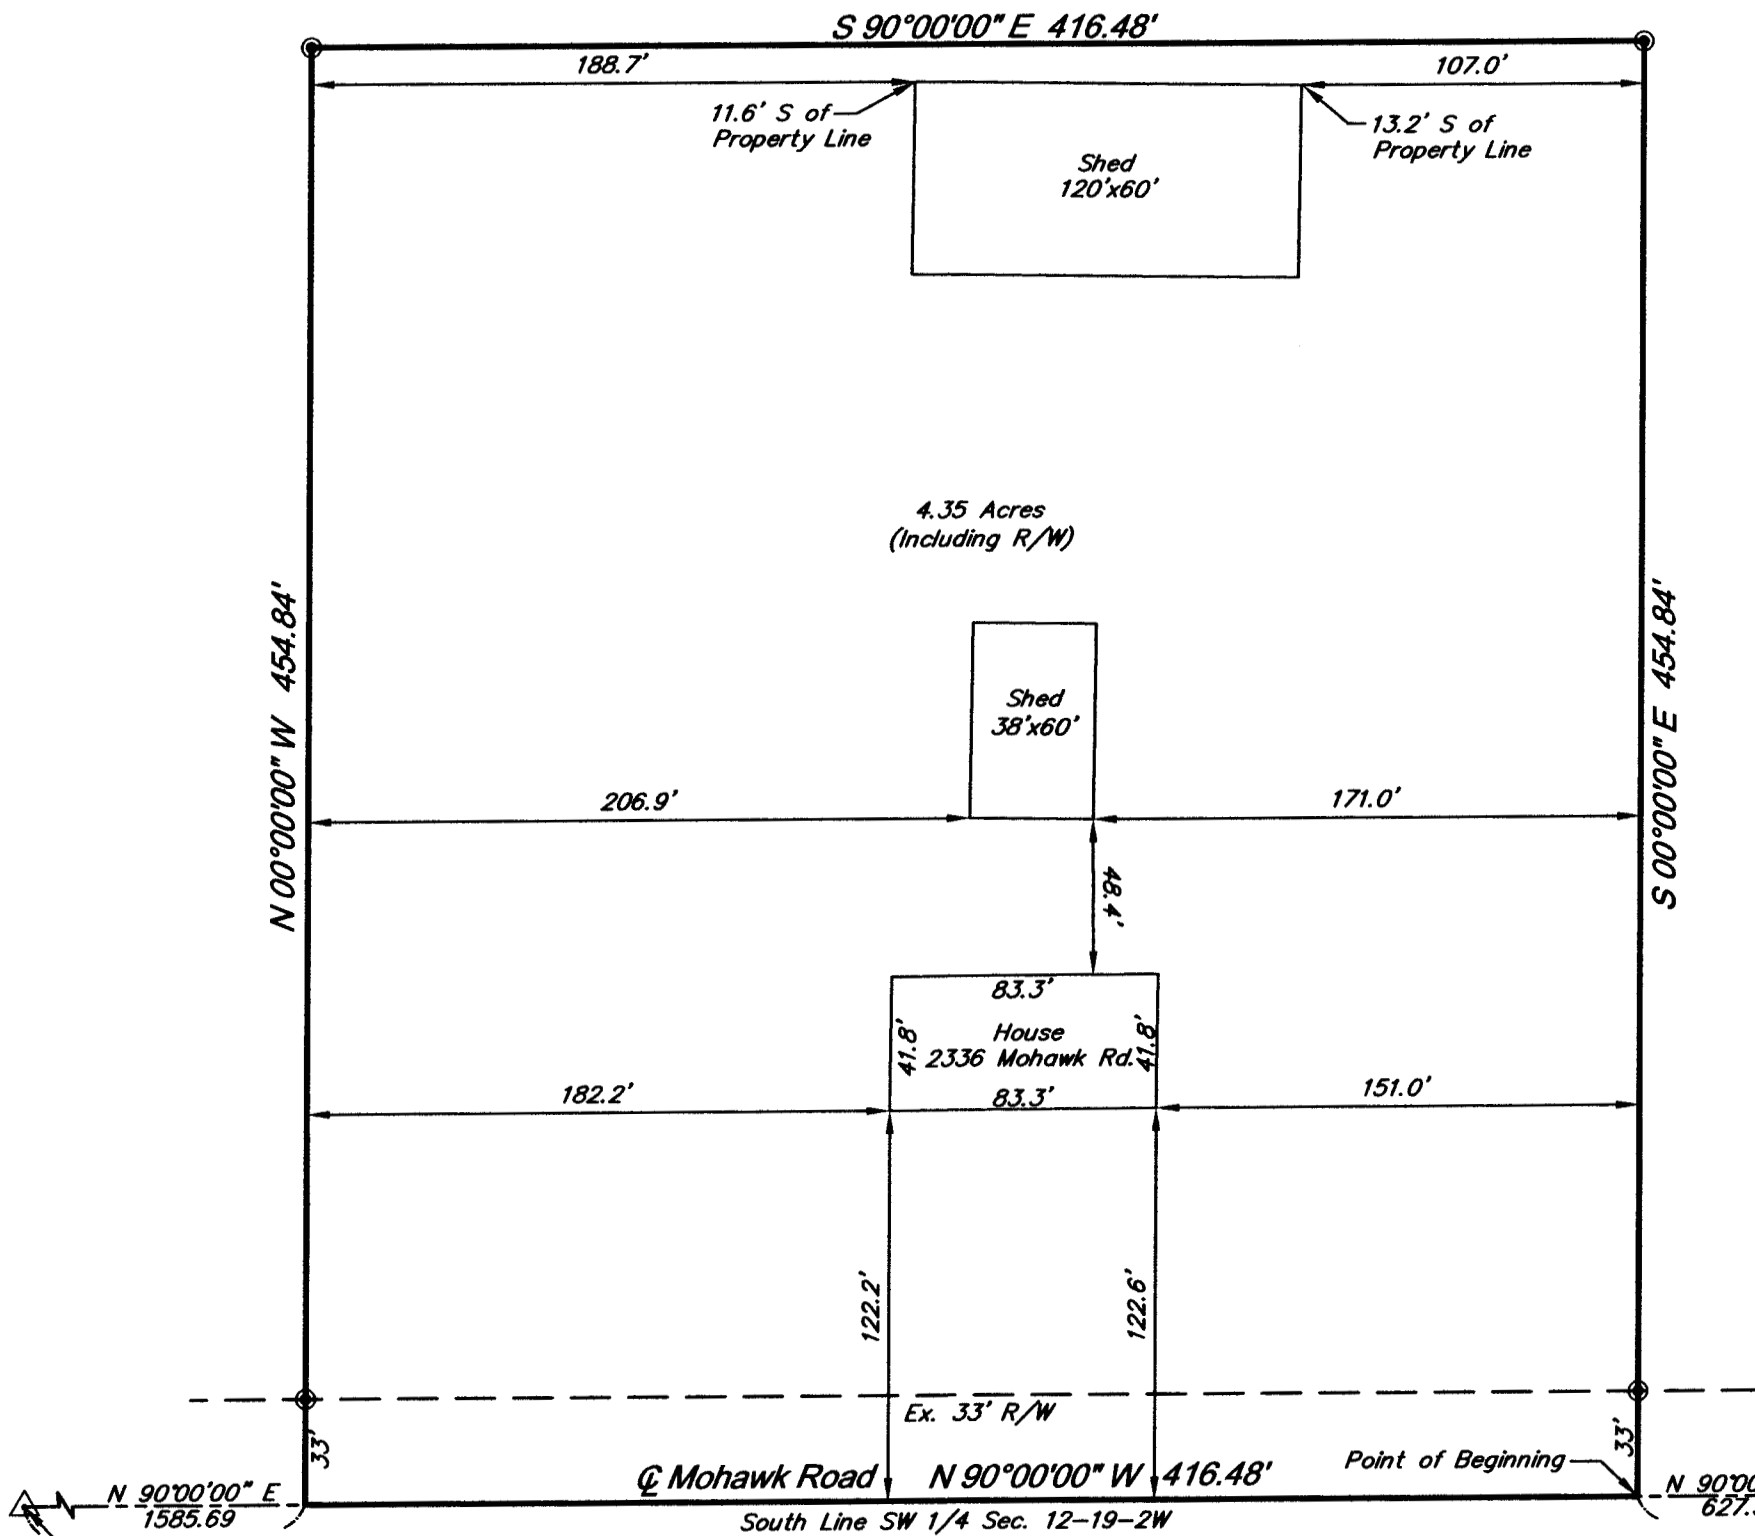 S 90°00'00" E 416.48'
188.7'
107.0'
11.6' S of
Property Line
13.2' S of
Property Line
Shed
120'x60'
4.35 Acres
(Including R/W)
N 00°00'00" W 454.84'
S 00°00'00" E 454.84'
Shed
38'x60'
206.9'
171.0'
48.4'
83.3'
41.8'
House
2336 Mohawk Rd.
41.8'
83.3'
182.2'
151.0'
122.2'
122.6'
Ex. 33' R/W
33'
33'
Point of Beginning
℄ Mohawk Road N 90°00'00" W 416.48'
N 90°00'00" E
1585.69
N 90°00
627.
South Line SW 1/4 Sec. 12-19-2W